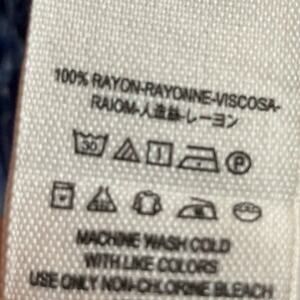 100% RAYON-RAYONNE-VISCOSA-
RAIOM-人造絲-レーヨン
30
P
MACHINE WASH COLD
WITH LIKE COLORS
USE ONLY NON-CHLORINE BLEACH